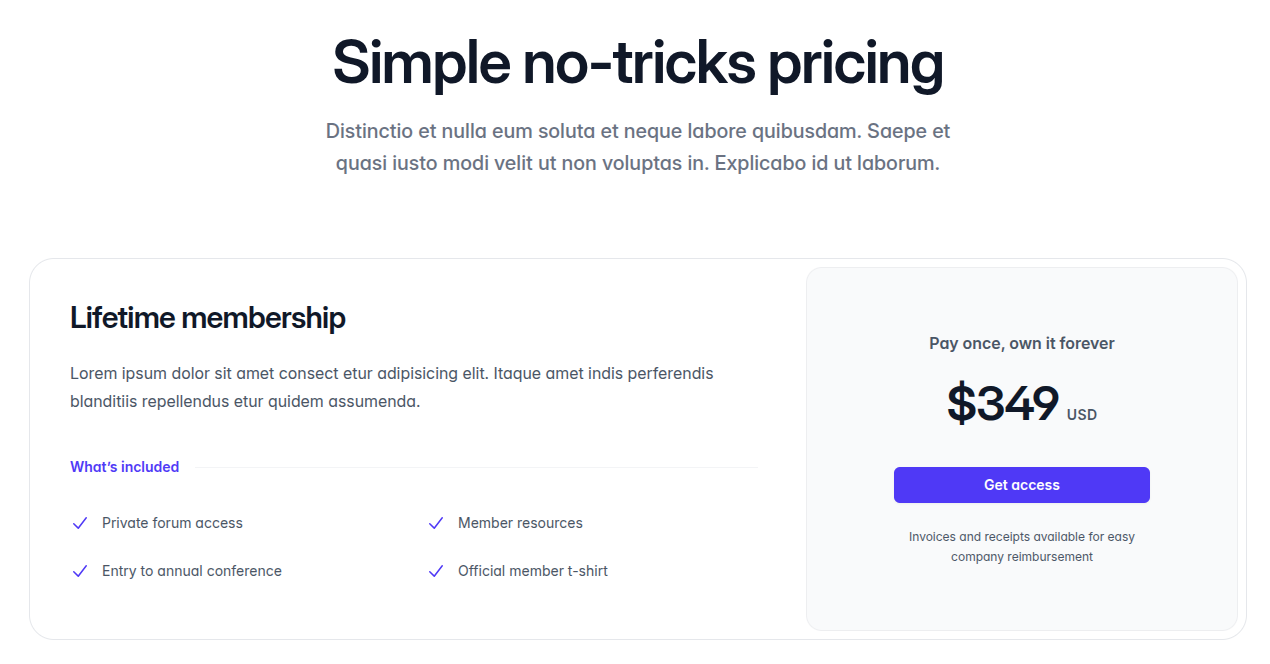 Simple no-tricks pricing
Distinctio et nulla eum soluta et neque labore quibusdam. Saepe et
quasi iusto modi velit ut non voluptas in. Explicabo id ut laborum.
Lifetime membership
Lorem ipsum dolor sit amet consect etur adipisicing elit. Itaque amet indis perferendis
blanditiis repellendus etur quidem assumenda.
What’s included
Private forum access
Member resources
Entry to annual conference
Official member t-shirt
Pay once, own it forever
$349 USD
Get access
Invoices and receipts available for easy
company reimbursement